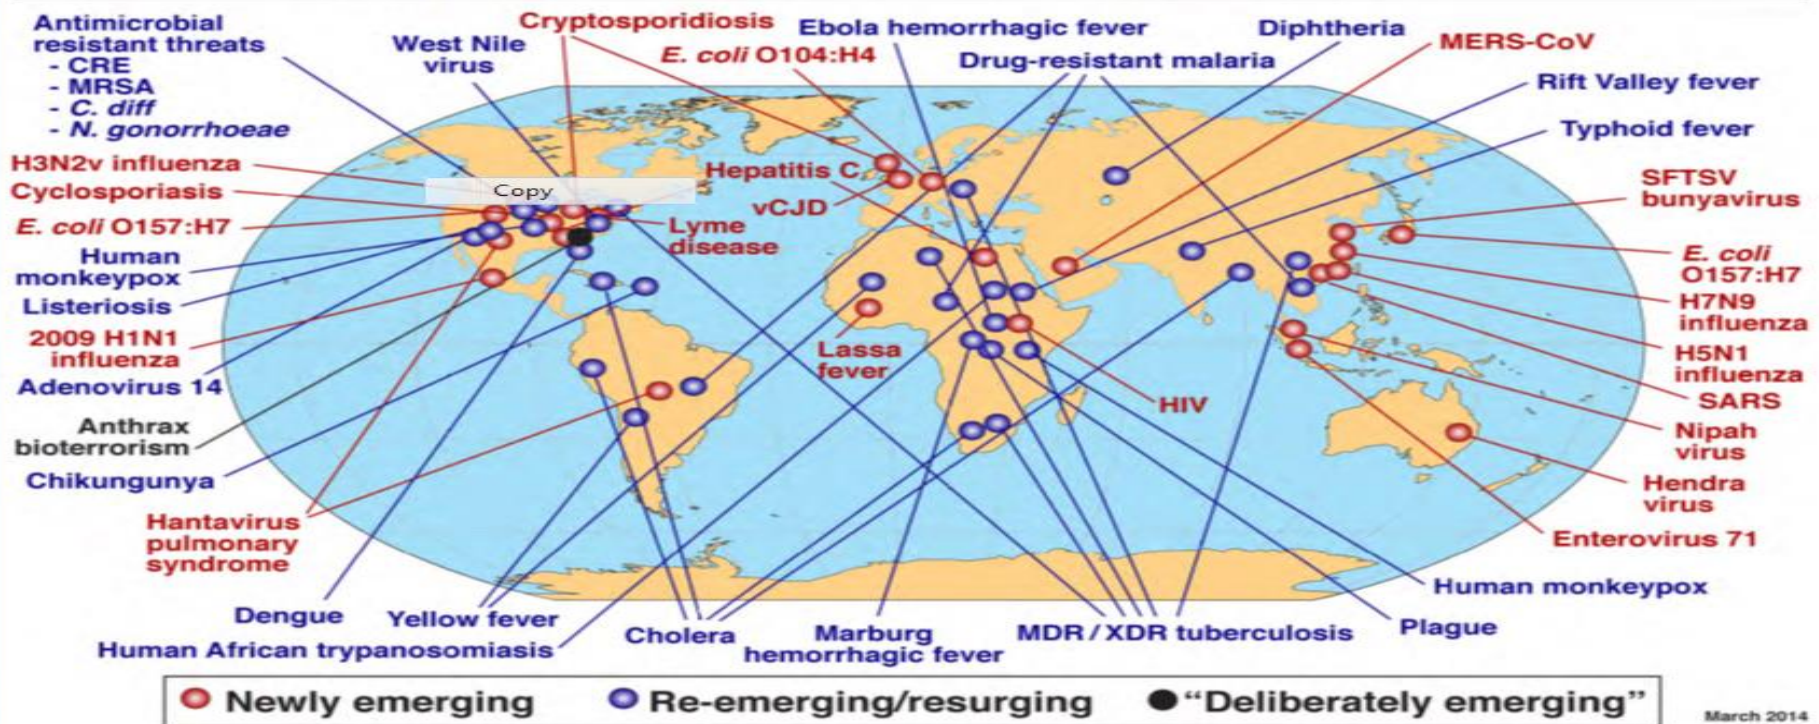 Antimicrobial
resistant threats
- CRE
- MRSA
- C. diff
- N. gonorrhoeae
H3N2v influenza
Cyclosporiasis
E. coli O157:H7
Human
monkeypox
Listeriosis
2009 H1N1
influenza
Adenovirus 14
Anthrax
bioterrorism
Chikungunya
Hantavirus
pulmonary
syndrome
Dengue
Human African trypanosomiasis
Yellow fever
Cholera
Marburg
hemorrhagic fever
MDR / XDR tuberculosis
Plague
Human monkeypox
West Nile
virus
Cryptosporidiosis
E. coli O104:H4
Ebola hemorrhagic fever
Drug-resistant malaria
Diphtheria
MERS-CoV
Rift Valley fever
Typhoid fever
SFTSV
bunyavirus
E. coli
O157:H7
H7N9
influenza
H5N1
influenza
SARS
Nipah
virus
Hendra
virus
Enterovirus 71
Copy
Hepatitis C
vCJD
Lyme
disease
Lassa
fever
HIV
Newly emerging
Re-emerging/resurging
“Deliberately emerging”
March 2014